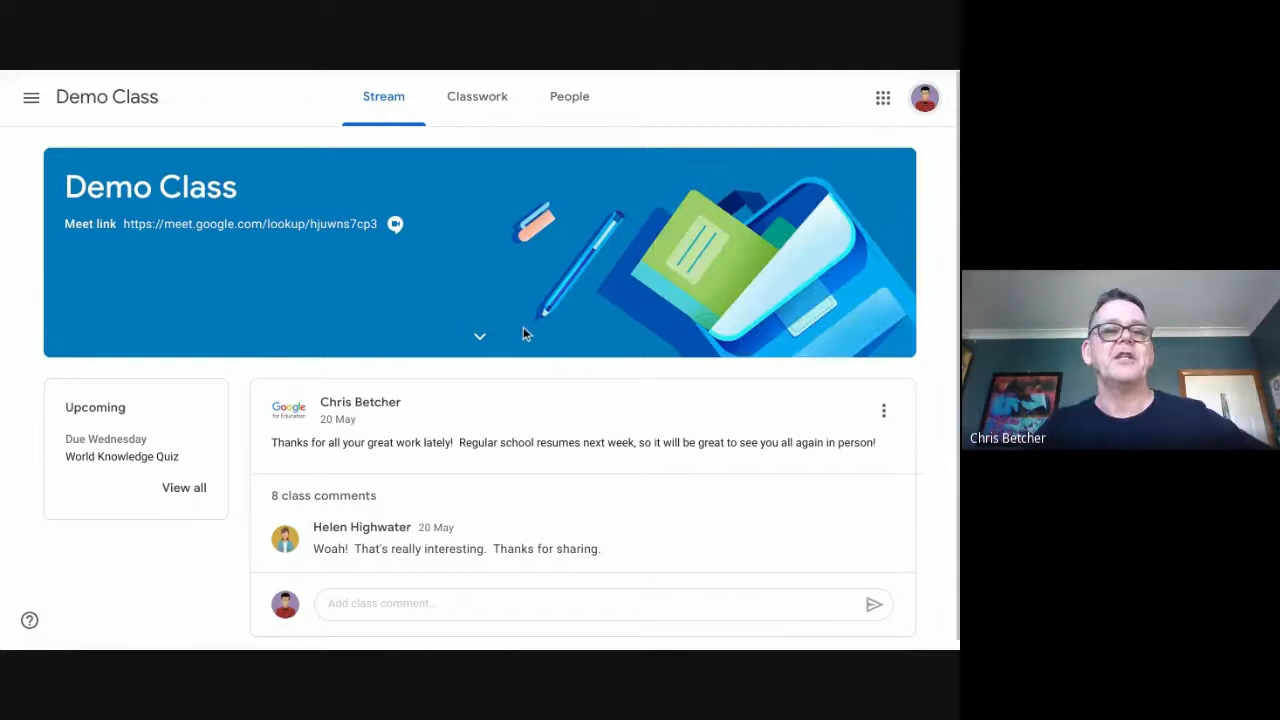 Demo Class
Stream
Classwork
People
Demo Class
Meet link https://meet.google.com/lookup/hjuwns7cp3
Upcoming
Due Wednesday
World Knowledge Quiz
View all
Google
for Education
Chris Betcher
20 May
Thanks for all your great work lately! Regular school resumes next week, so it will be great to see you all again in person!
8 class comments
Helen Highwater 20 May
Woah! That's really interesting. Thanks for sharing.
Add class comment...
Chris Betcher